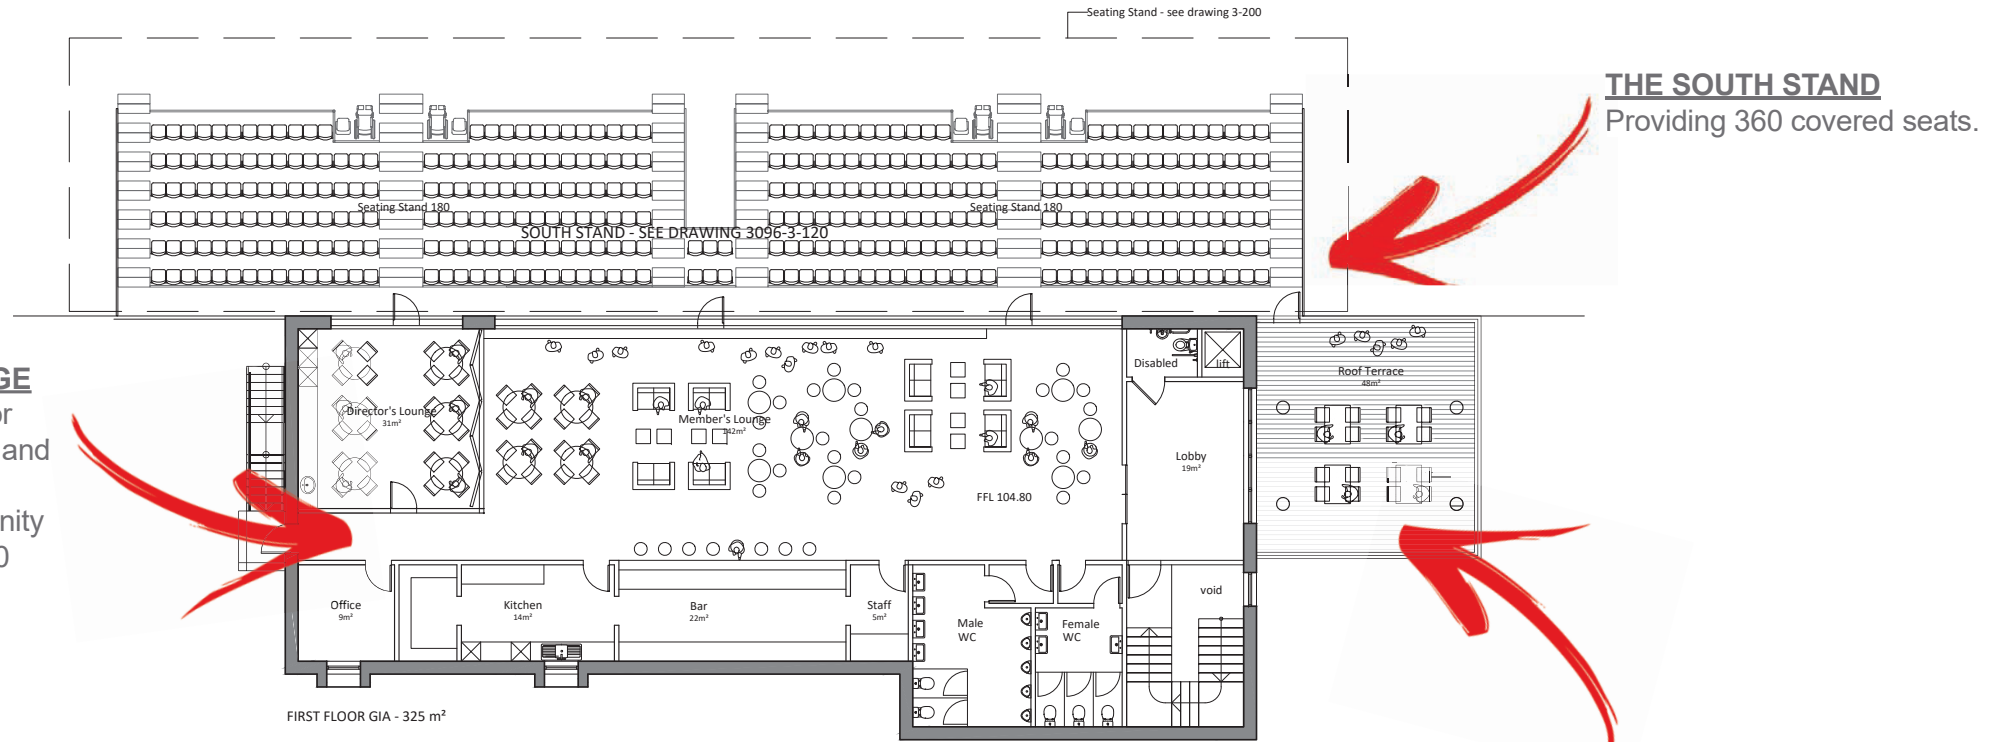 Seating Stand - see drawing 3-200
THE SOUTH STAND
Providing 360 covered seats.
Seating Stand 180
Seating Stand 180
SOUTH STAND - SEE DRAWING 3096-3-120
GE
or
and
nity
0
Director's Lounge
31m²
Member's Lounge
142m²
Disabled
lift
Roof Terrace
48m²
Lobby
19m²
FFL 104.80
Office
9m²
Kitchen
14m²
Bar
22m²
Staff
5m²
Male
WC
Female
WC
void
FIRST FLOOR GIA - 325 m²